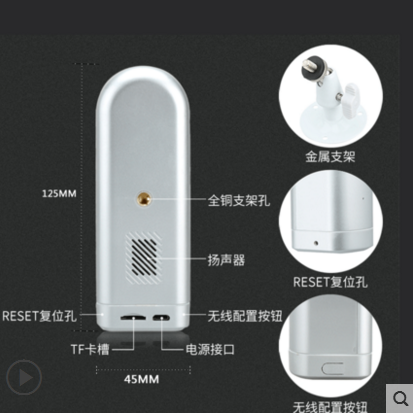 金属支架
125MM
全铜支架孔
扬声器
RESET复位孔
RESET复位孔
无线配置按钮
TF卡槽
电源接口
45MM
无线配置按钮